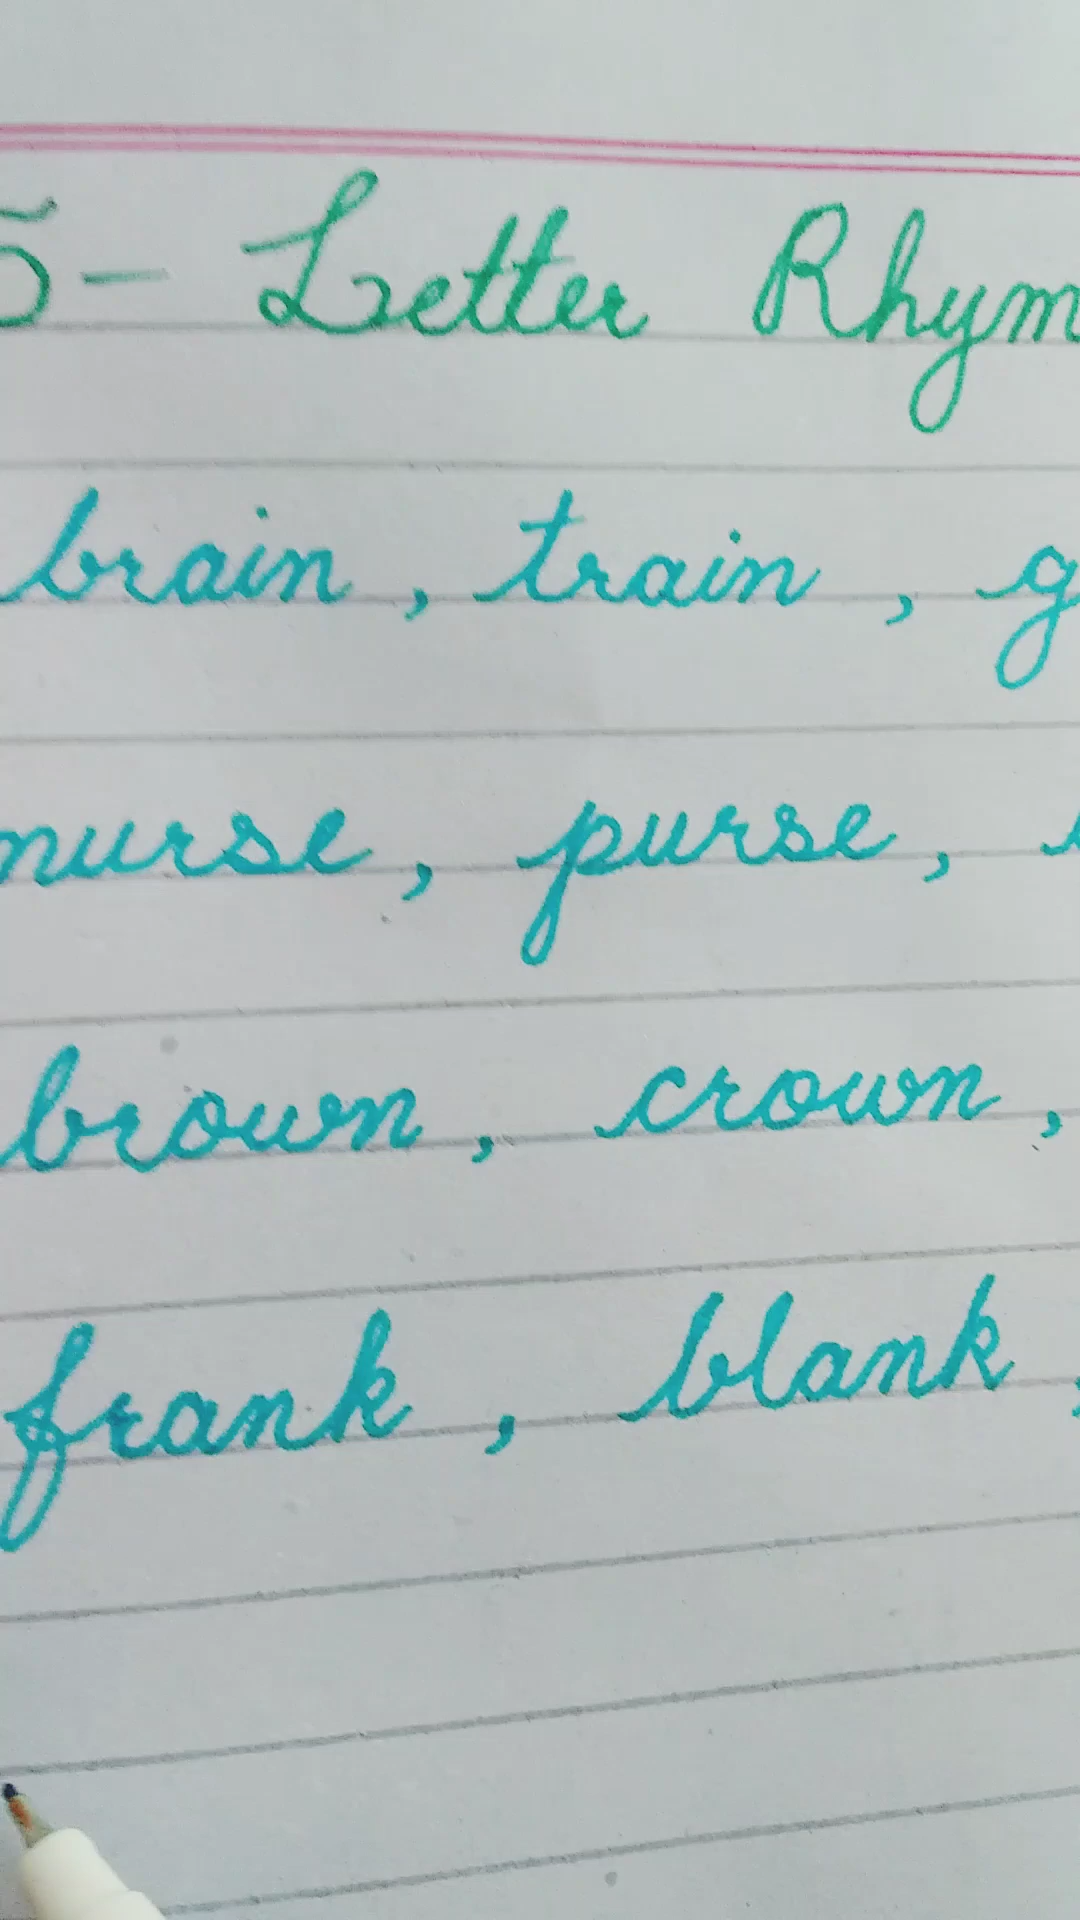 5- Letter Rhym
brain, train, g
nurse, purse,
brown, crown,
frank, blank,